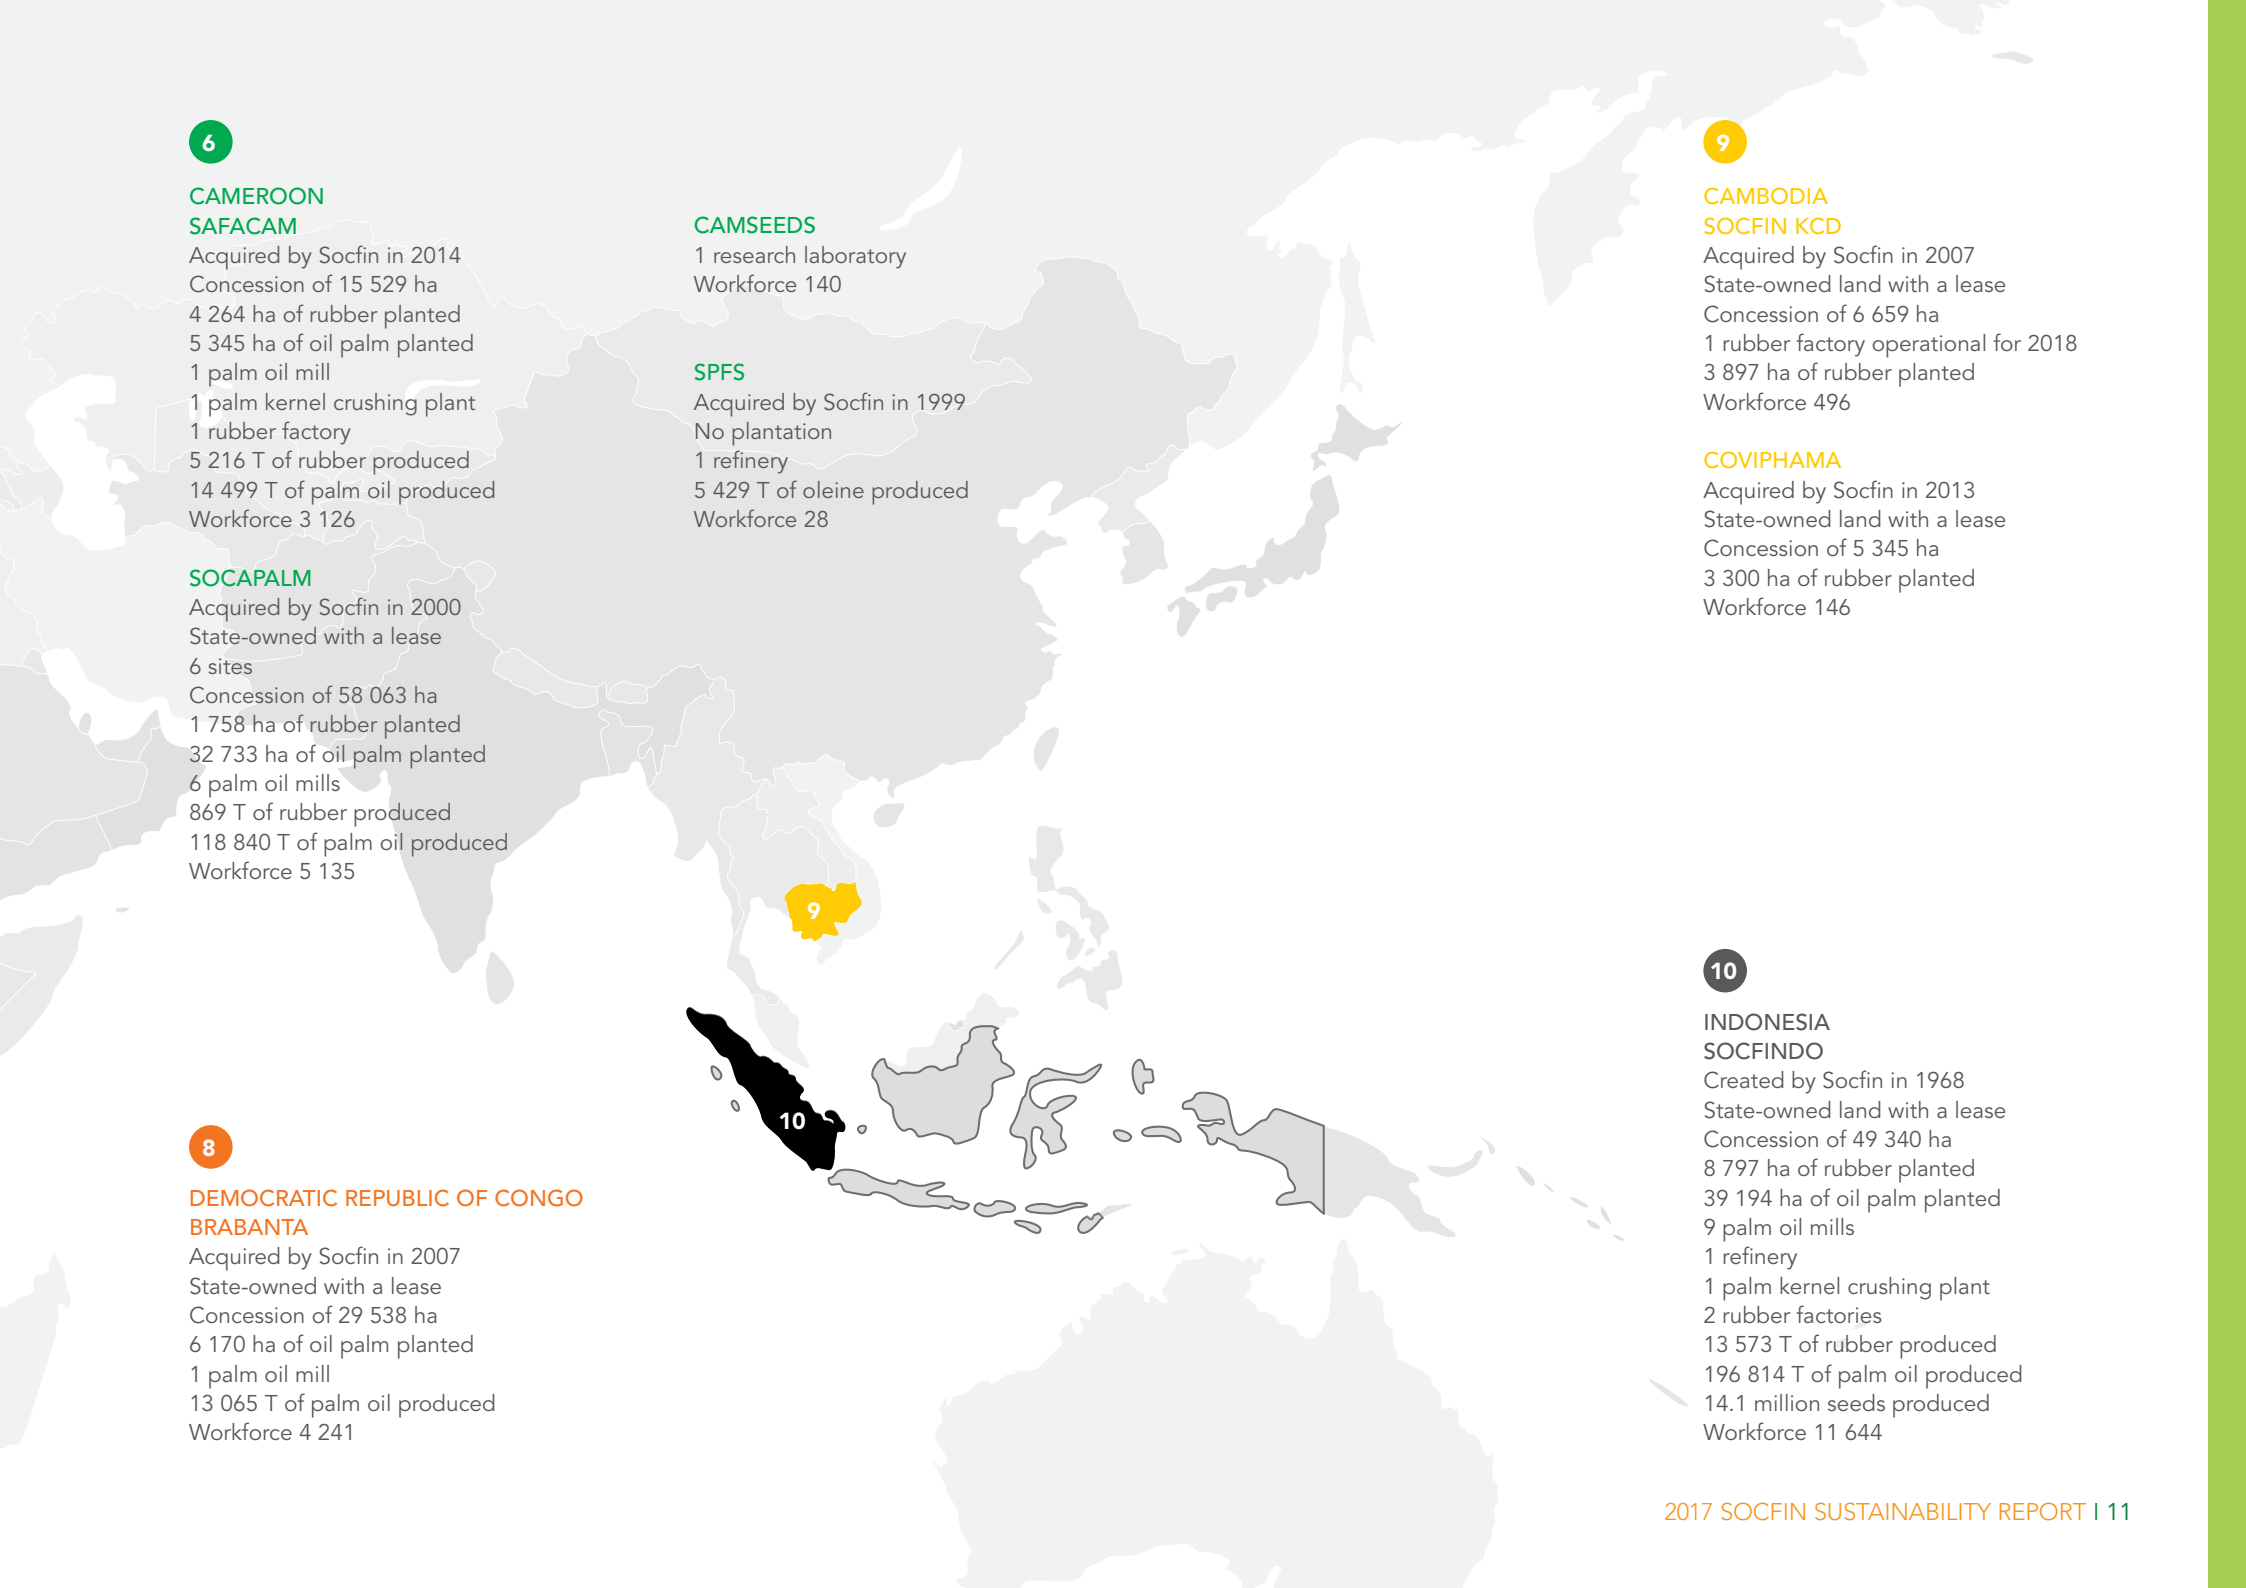 6
CAMEROON
SAFACAM
Acquired by Socfin in 2014
Concession of 15 529 ha
4 264 ha of rubber planted
5 345 ha of oil palm planted
1 palm oil mill
1 palm kernel crushing plant
1 rubber factory
5 216 T of rubber produced
14 499 T of palm oil produced
Workforce 3 126
SOCAPALM
Acquired by Socfin in 2000
State-owned with a lease
6 sites
Concession of 58 063 ha
1 758 ha of rubber planted
32 733 ha of oil palm planted
6 palm oil mills
869 T of rubber produced
118 840 T of palm oil produced
Workforce 5 135
CAMSEEDS
1 research laboratory
Workforce 140
SPFS
Acquired by Socfin in 1999
No plantation
1 refinery
5 429 T of oleine produced
Workforce 28
8
DEMOCRATIC REPUBLIC OF CONGO
BRABANTA
Acquired by Socfin in 2007
State-owned with a lease
Concession of 29 538 ha
6 170 ha of oil palm planted
1 palm oil mill
13 065 T of palm oil produced
Workforce 4 241
9
10
9
CAMBODIA
SOCFIN KCD
Acquired by Socfin in 2007
State-owned land with a lease
Concession of 6 659 ha
1 rubber factory operational for 2018
3 897 ha of rubber planted
Workforce 496
COVIPHAMA
Acquired by Socfin in 2013
State-owned land with a lease
Concession of 5 345 ha
3 300 ha of rubber planted
Workforce 146
10
INDONESIA
SOCFINDO
Created by Socfin in 1968
State-owned land with a lease
Concession of 49 340 ha
8 797 ha of rubber planted
39 194 ha of oil palm planted
9 palm oil mills
1 refinery
1 palm kernel crushing plant
2 rubber factories
13 573 T of rubber produced
196 814 T of palm oil produced
14.1 million seeds produced
Workforce 11 644
2017 SOCFIN SUSTAINABILITY REPORT I 11